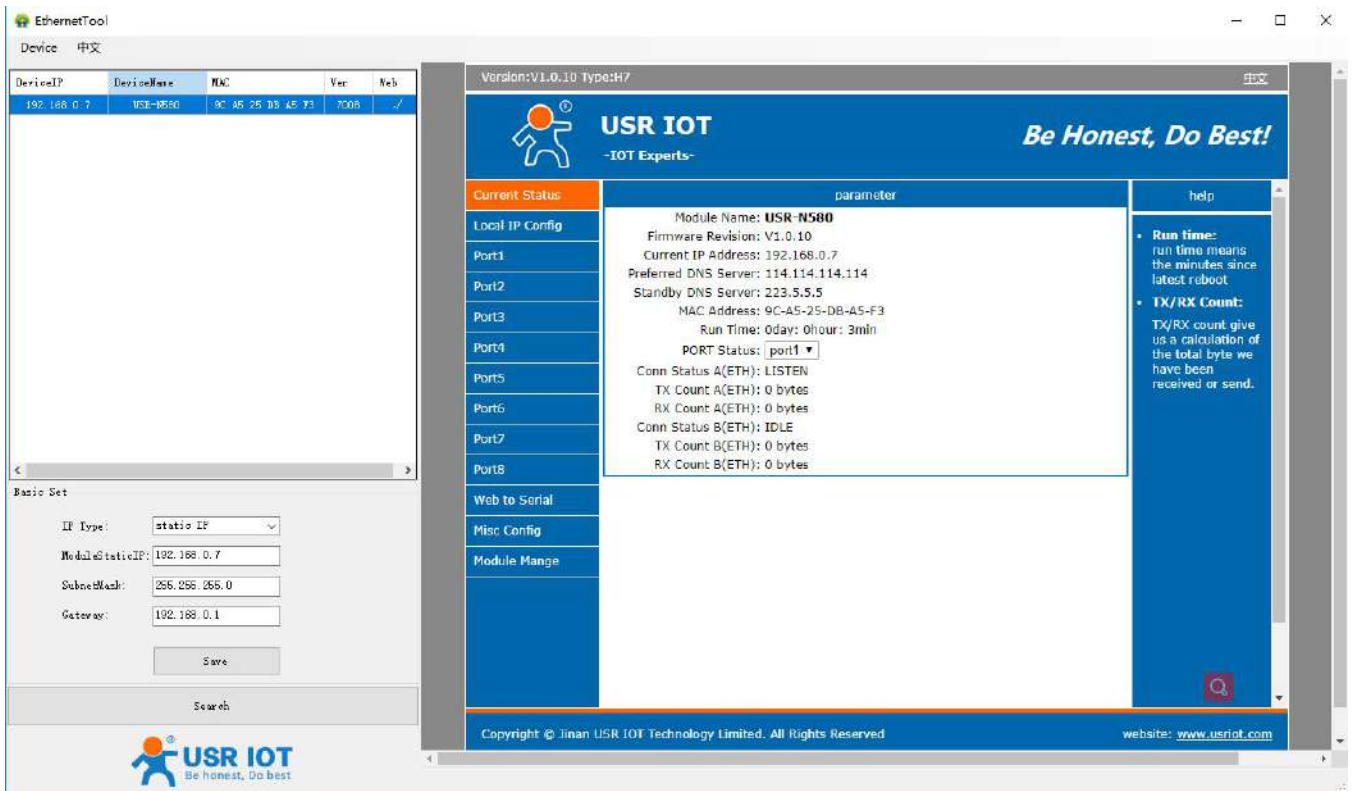 EthernetTool
Device 中文
DeviceIP DeviceName MAC Ver Web
192.168.0.7 USR-N580 9C A5 25 DB A5 F3 7008 √
Basic Set
IP Type: static IP
ModuleStaticIP: 192.168.0.7
SubnetMask: 255.255.255.0
Gateway: 192.168.0.1
Save
Search
USR IOT
Be honest, Do best
Version:V1.0.10 Type:H7 中文
USR IOT
-IOT Experts-
Be Honest, Do Best!
Current Status
Local IP Config
Port1
Port2
Port3
Port4
Port5
Port6
Port7
Port8
Web to Serial
Misc Config
Module Mange
parameter
Module Name: USR-N580
Firmware Revision: V1.0.10
Current IP Address: 192.168.0.7
Preferred DNS Server: 114.114.114.114
Standby DNS Server: 223.5.5.5
MAC Address: 9C-A5-25-DB-A5-F3
Run Time: 0day: 0hour: 3min
PORT Status: port1
Conn Status A(ETH): LISTEN
TX Count A(ETH): 0 bytes
RX Count A(ETH): 0 bytes
Conn Status B(ETH): IDLE
TX Count B(ETH): 0 bytes
RX Count B(ETH): 0 bytes
help
• Run time:
run time means
the minutes since
latest reboot
• TX/RX Count:
TX/RX count give
us a calculation of
the total byte we
have been
received or send.
Copyright © Jinan USR IOT Technology Limited. All Rights Reserved
website: www.usriot.com